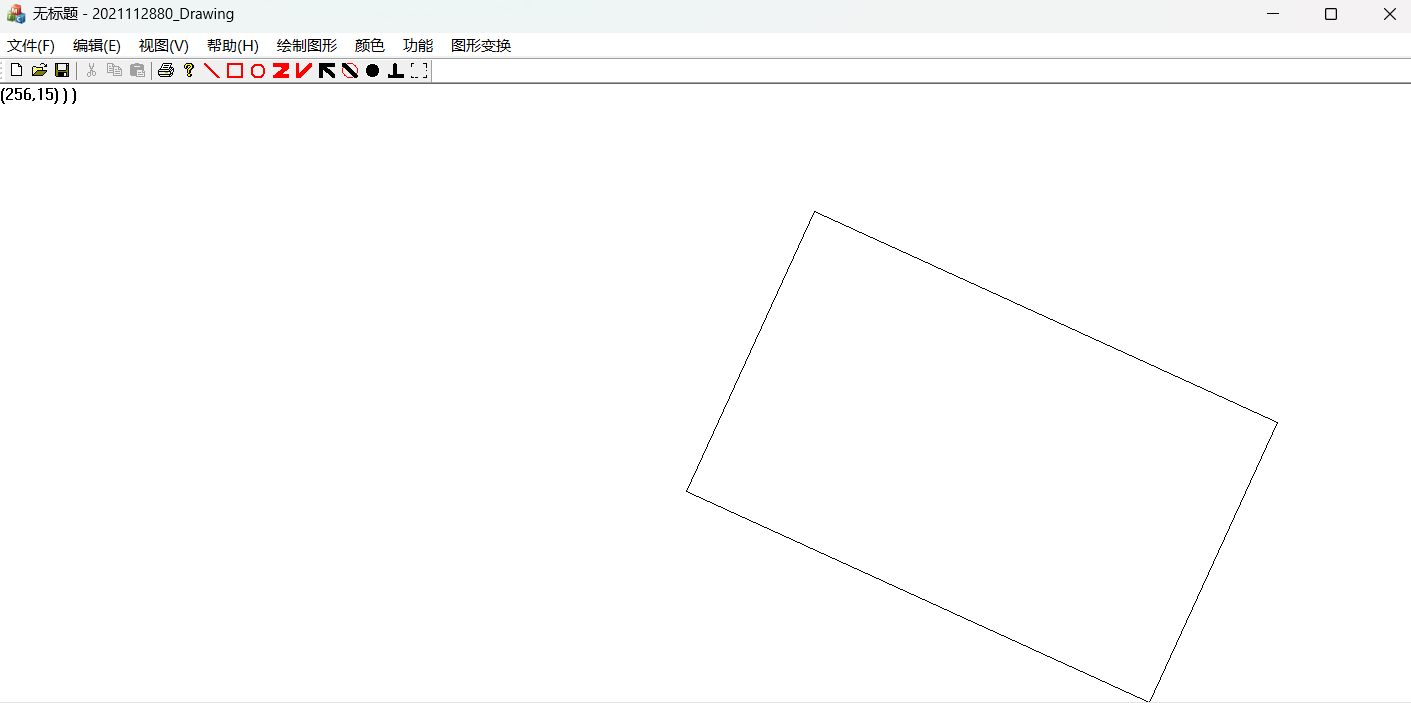 无标题 - 2021112880_Drawing
文件(F) 编辑(E) 视图(V) 帮助(H) 绘制图形 颜色 功能 图形变换
(256,15) ) )